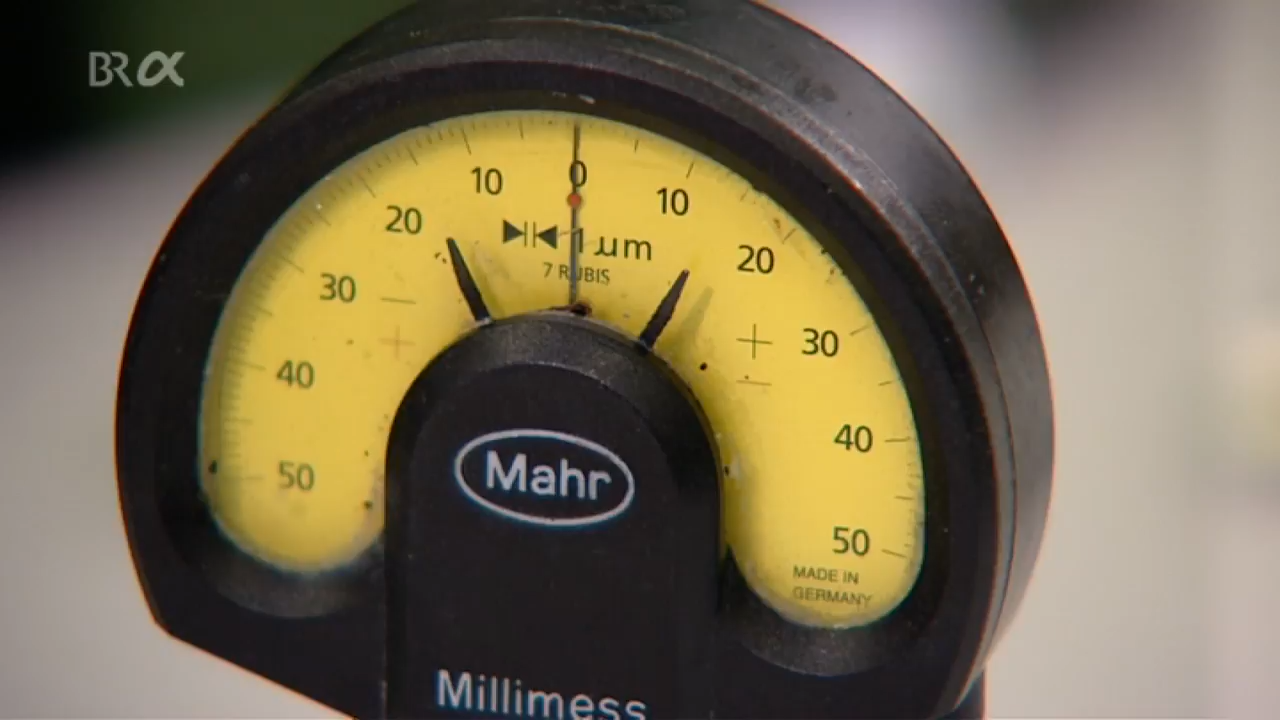 BRα
10 0 10
20 1 µm 20
7 RUBIS
30 30
40 40
50 50
Mahr
MADE IN
GERMANY
Millimess